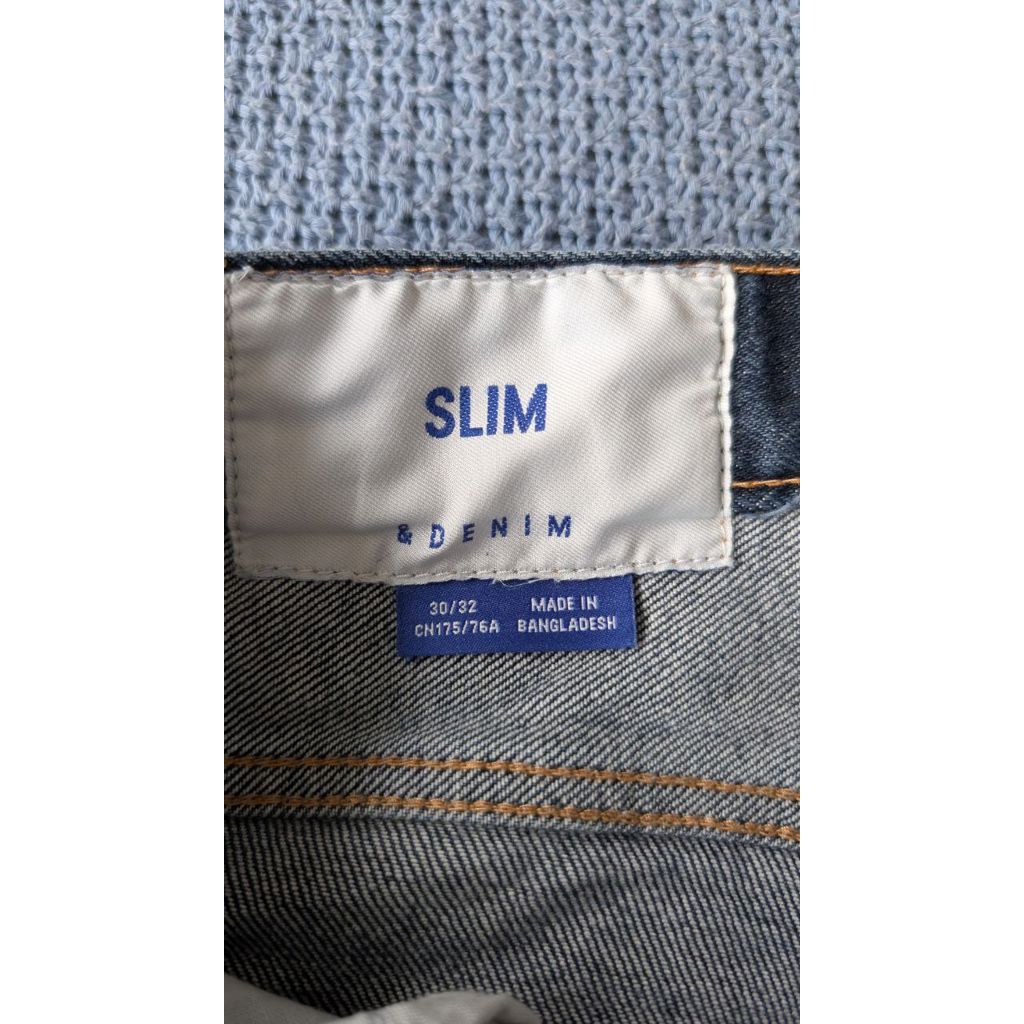 SLIM
& DENIM
30/32
CN175/76A
MADE IN
BANGLADESH